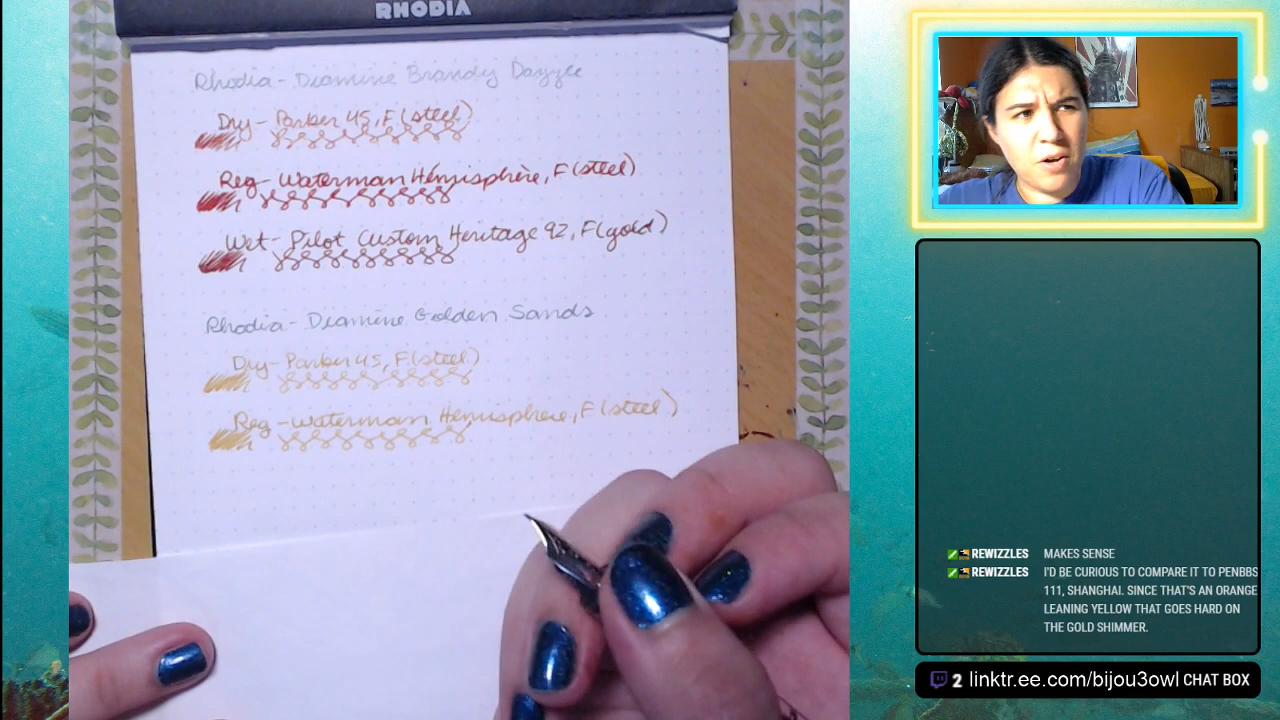 RHODIA
Rhodia - Diamine Brandy Dazzle
Dry - Parker 45, F (steel)
Reg - Waterman Hemisphère, F (steel)
Wet - Pilot Custom Heritage 92, F (gold)
Rhodia - Diamine Golden Sands
Dry - Parker 45, F (steel)
Reg - Waterman Hemisphere, F (steel)
REWIZZLES MAKES SENSE
REWIZZLES I'D BE CURIOUS TO COMPARE IT TO PENBBS
111, SHANGHAI. SINCE THAT'S AN ORANGE
LEANING YELLOW THAT GOES HARD ON
THE GOLD SHIMMER.
2 linktr.ee.com/bijou3owl CHAT BOX